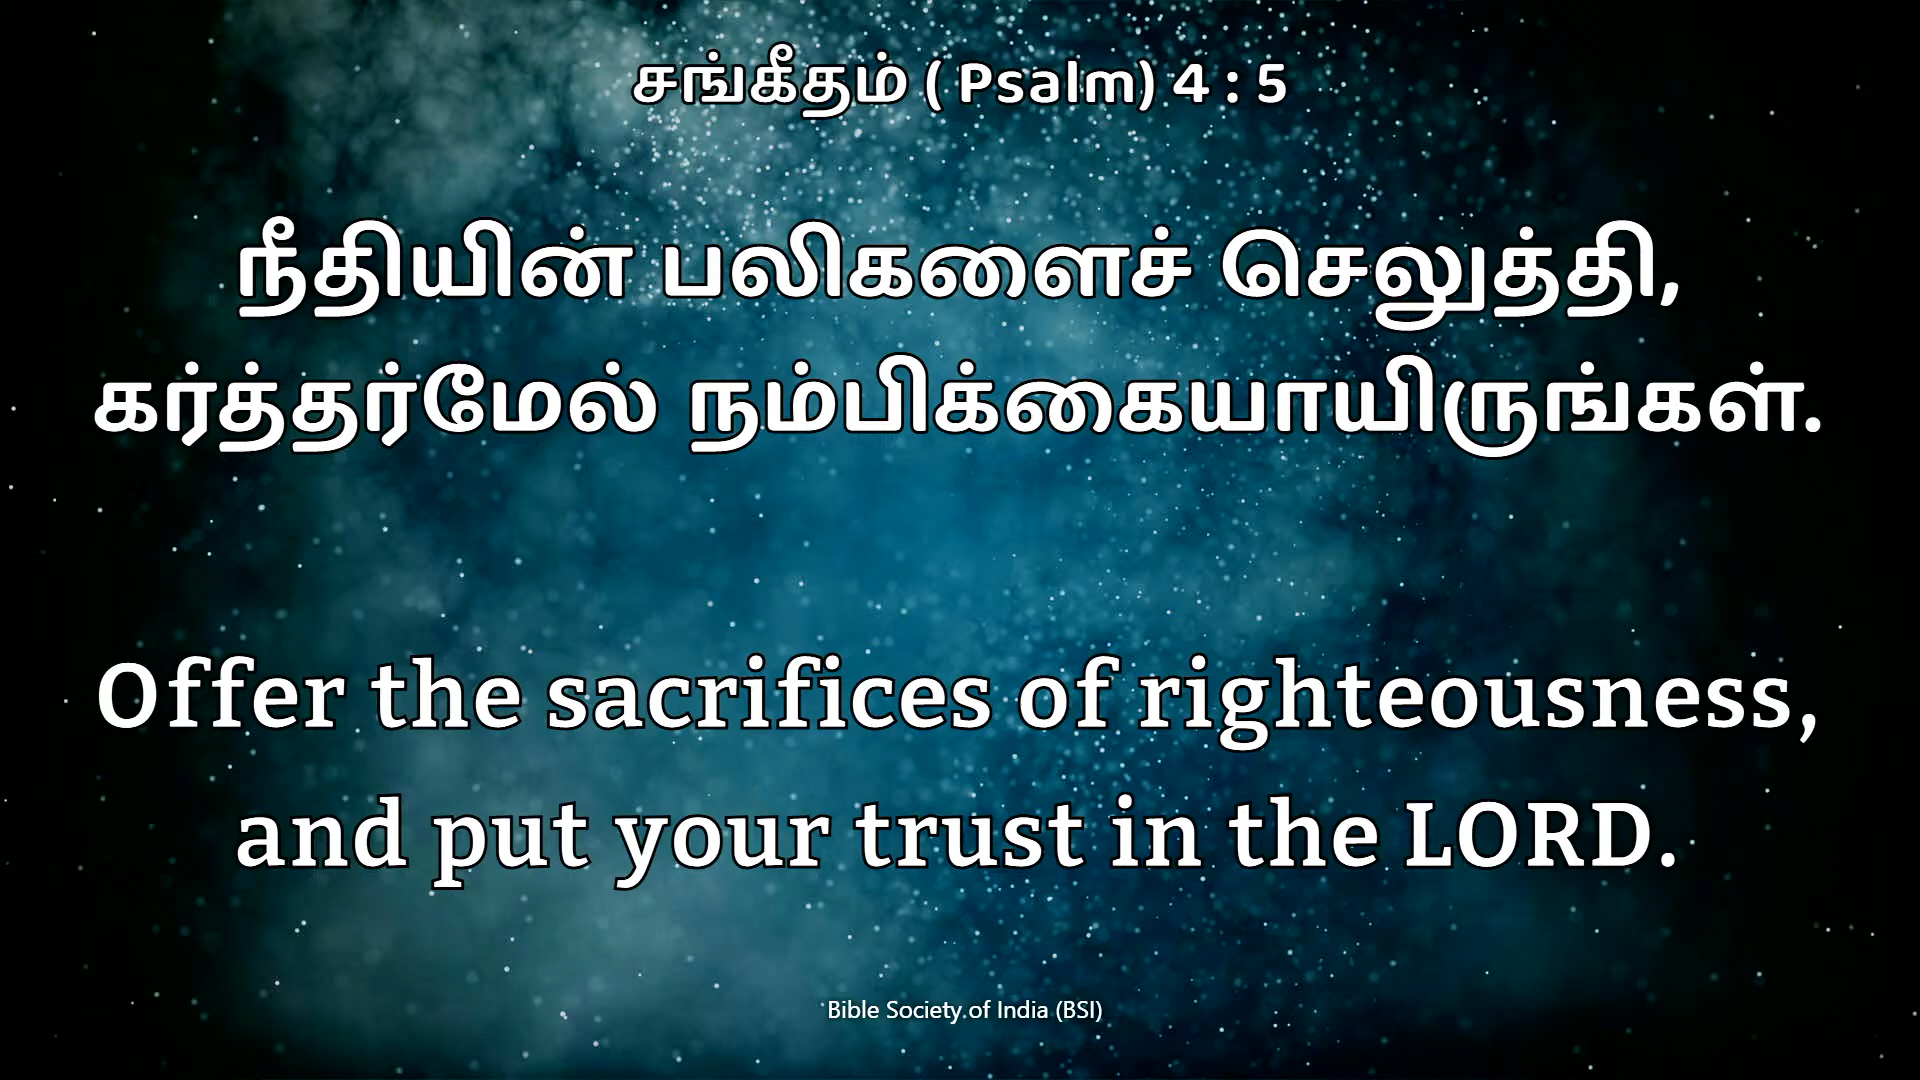 சங்கீதம் ( Psalm) 4 : 5
நீதியின் பலிகளைச் செலுத்தி,
கர்த்தர்மேல் நம்பிக்கையாயிருங்கள்.
Offer the sacrifices of righteousness,
and put your trust in the LORD.
Bible Society of India (BSI)